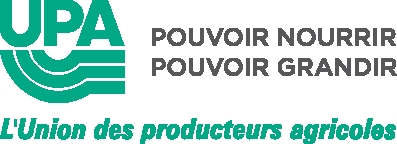 UPA
POUVOIR NOURRIR
POUVOIR GRANDIR
L'Union des producteurs agricoles